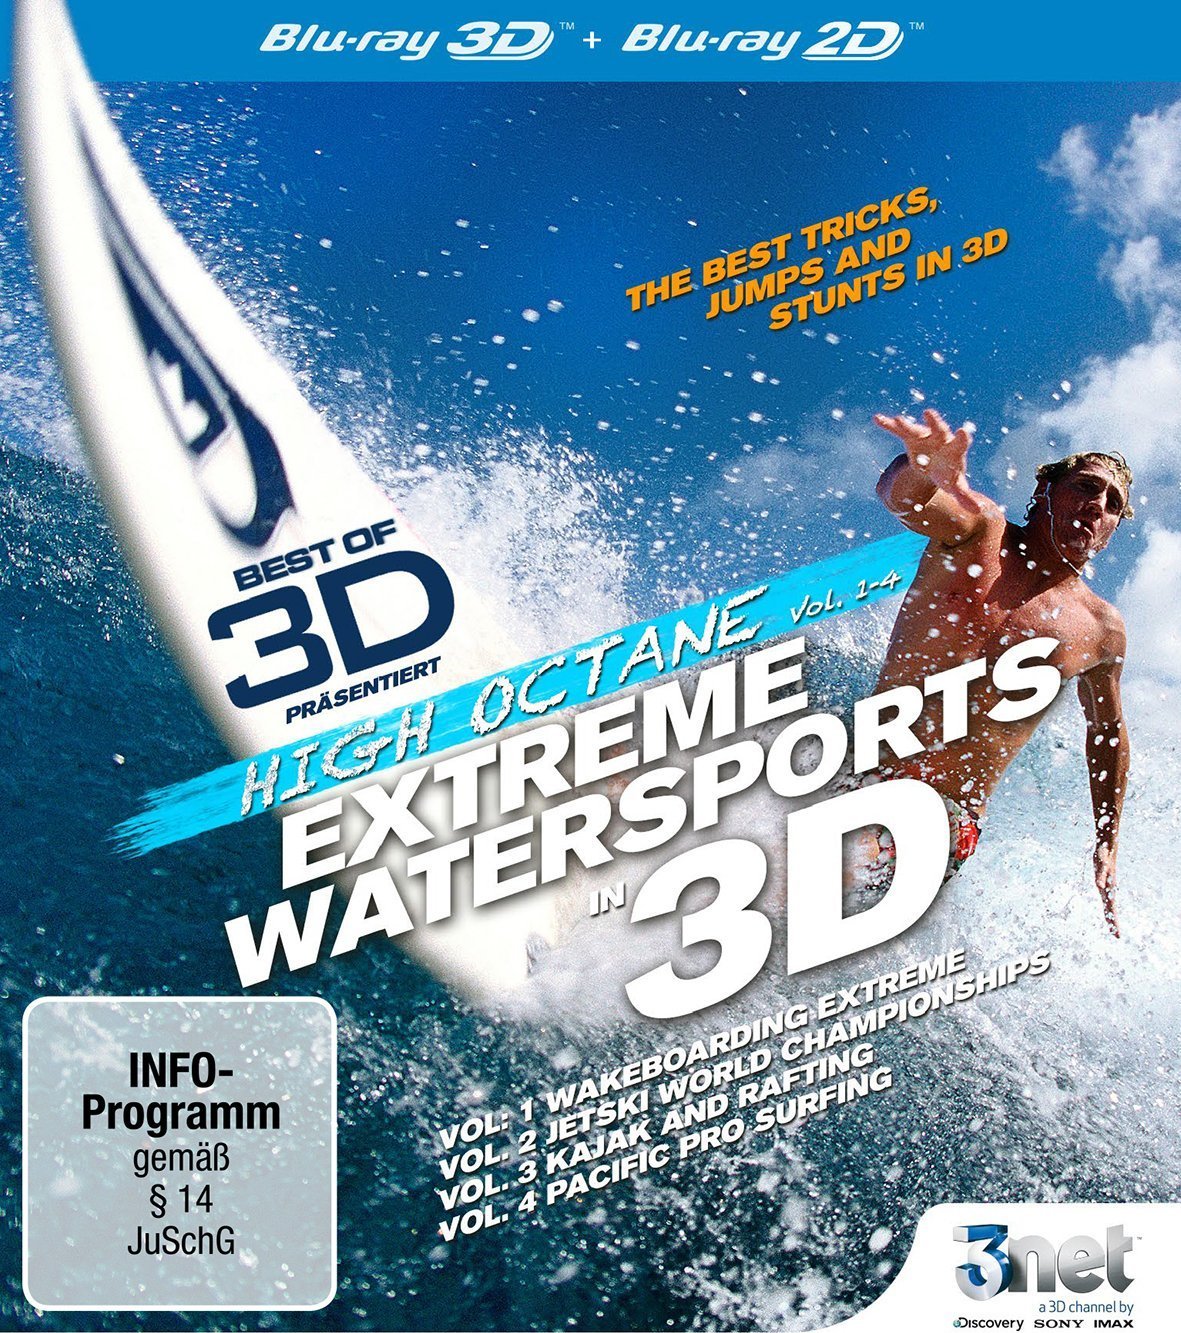 Blu-ray 3D™ + Blu-ray 2D™
THE BEST TRICKS,
JUMPS AND
STUNTS IN 3D
3
BEST OF
3D
PRÄSENTIERT
HIGH OCTANE Vol. 1-4
EXTREME
WATERSPORTS
IN 3D
VOL: 1 WAKEBOARDING EXTREME
VOL. 2 JETSKI WORLD CHAMPIONSHIPS
VOL. 3 KAJAK AND RAFTING
VOL. 4 PACIFIC PRO SURFING
INFO-
Programm
gemäß
§ 14
JuSchG
3net™
a 3D channel by
Discovery SONY IMAX